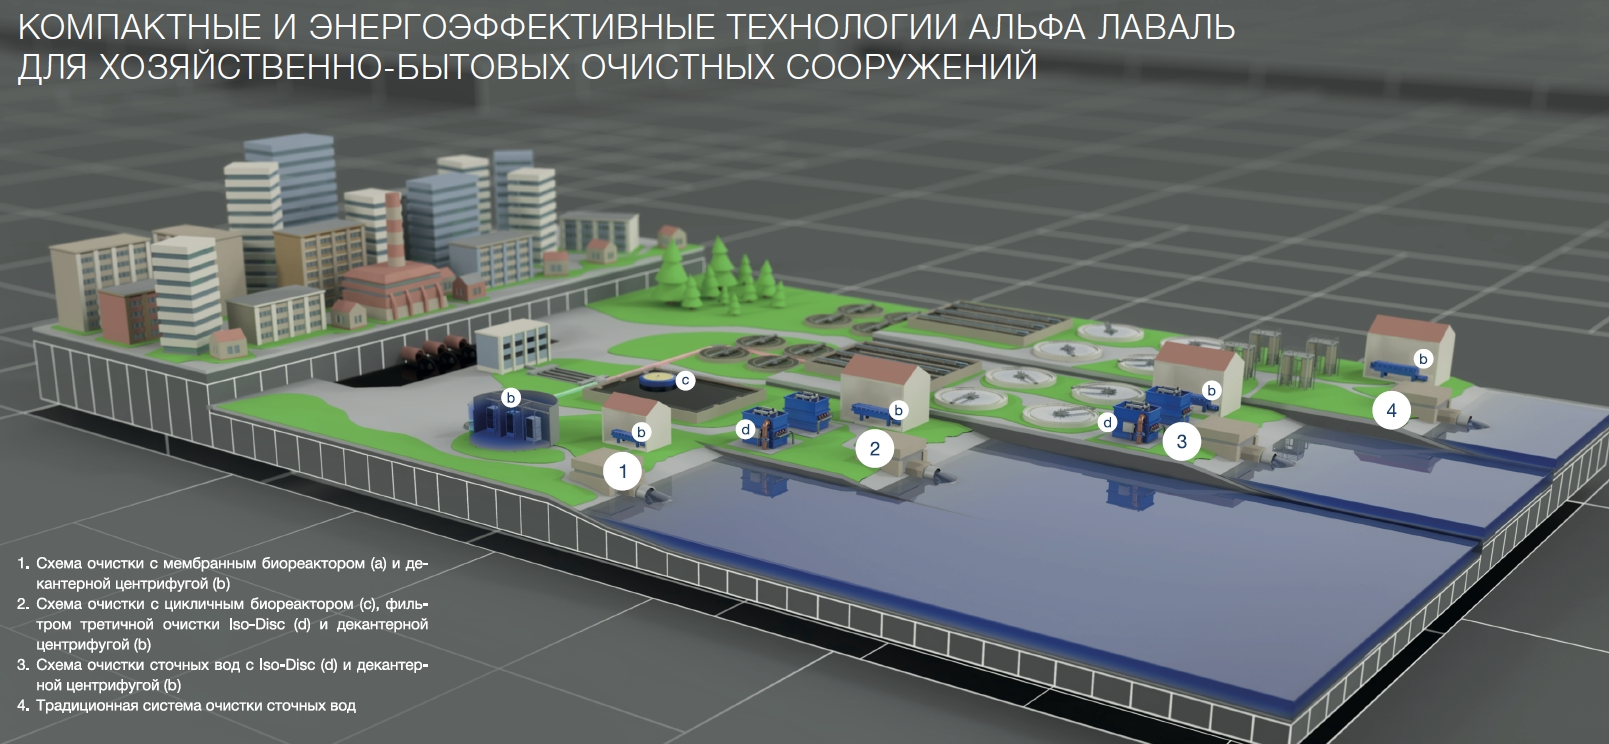 КОМПАКТНЫЕ И ЭНЕРГОЭФФЕКТИВНЫЕ ТЕХНОЛОГИИ АЛЬФА ЛАВАЛЬ
ДЛЯ ХОЗЯЙСТВЕННО-БЫТОВЫХ ОЧИСТНЫХ СООРУЖЕНИЙ
b
c
b
b
b
b
d
d
4
3
2
1
1. Схема очистки с мембранным биореактором (a) и де-
кантерной центрифугой (b)
2. Схема очистки с цикличным биореактором (c), филь-
тром третичной очистки Iso-Disc (d) и декантерной
центрифугой (b)
3. Схема очистки сточных вод с Iso-Disc (d) и декантер-
ной центрифугой (b)
4. Традиционная система очистки сточных вод